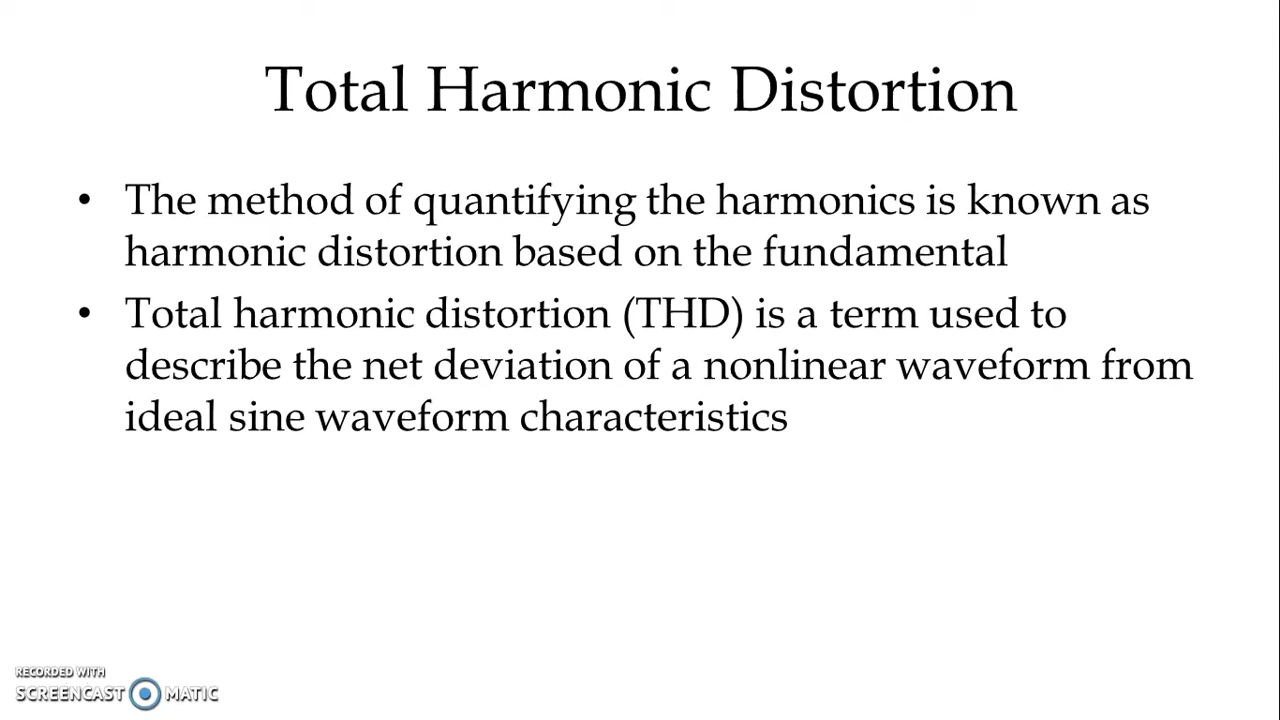 Total Harmonic Distortion
• The method of quantifying the harmonics is known as
harmonic distortion based on the fundamental
• Total harmonic distortion (THD) is a term used to
describe the net deviation of a nonlinear waveform from
ideal sine waveform characteristics
RECORDED WITH
SCREENCAST MATIC